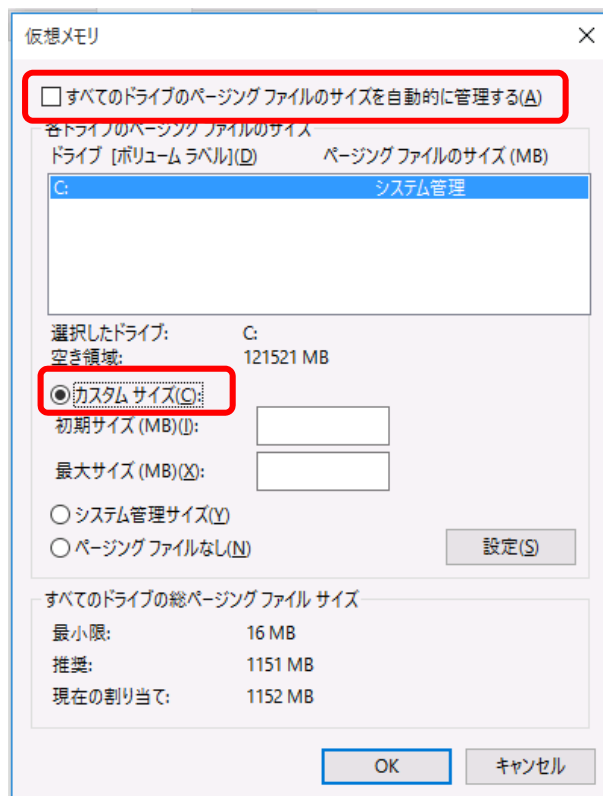 仮想メモリ
すべてのドライブのページング ファイルのサイズを自動的に管理する(A)
各ドライブのページング ファイルのサイズ
ドライブ [ボリューム ラベル](D) ページング ファイルのサイズ (MB)
C: システム管理
選択したドライブ: C:
空き領域: 121521 MB
カスタム サイズ(C):
初期サイズ (MB)(I):
最大サイズ (MB)(X):
システム管理サイズ(Y)
ページング ファイルなし(N) 設定(S)
すべてのドライブの総ページング ファイル サイズ
最小限: 16 MB
推奨: 1151 MB
現在の割り当て: 1152 MB
OK キャンセル